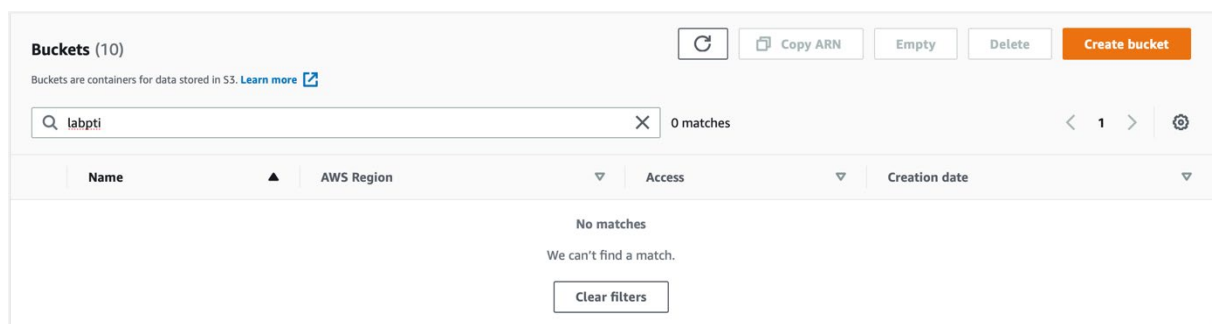 Buckets (10)
Copy ARN
Empty
Delete
Create bucket
Buckets are containers for data stored in S3. Learn more
labpti
0 matches
1
Name
AWS Region
Access
Creation date
No matches
We can't find a match.
Clear filters